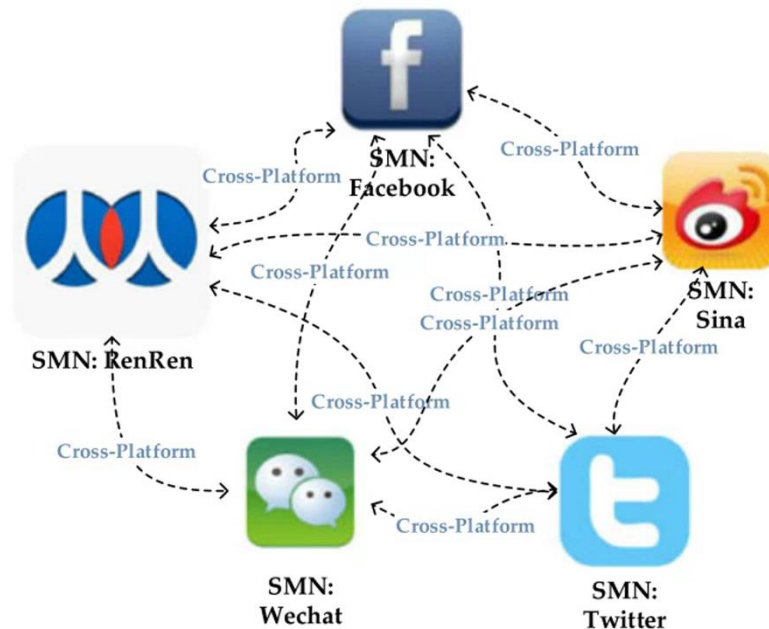 f
SMN:
Facebook
Cross-Platform
Cross-Platform
Cross-Platform
Cross-Platform
SMN:
Sina
Cross-Platform
Cross-Platform
Cross-Platform
SMN: RenRen
Cross-Platform
Cross-Platform
Cross-Platform
t
SMN:
Wechat
SMN:
Twitter